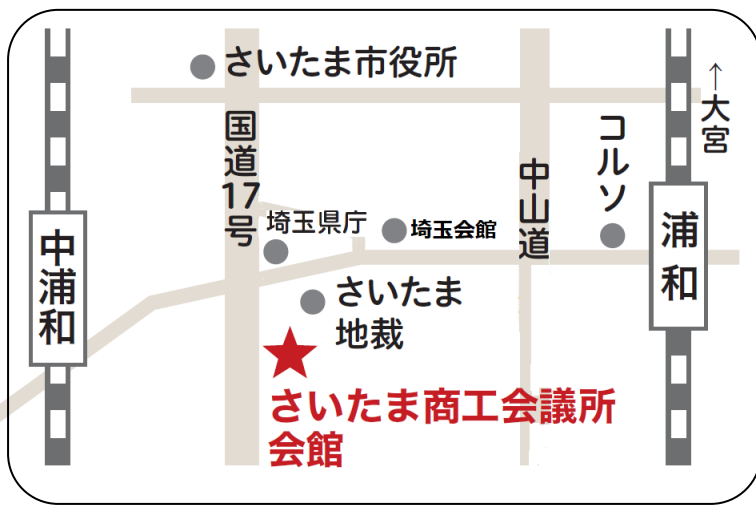 さいたま市役所
↑大宮
国道17号
コルソ
中山道
埼玉県庁
埼玉会館
浦和
中浦和
さいたま
地裁
さいたま商工会議所
会館